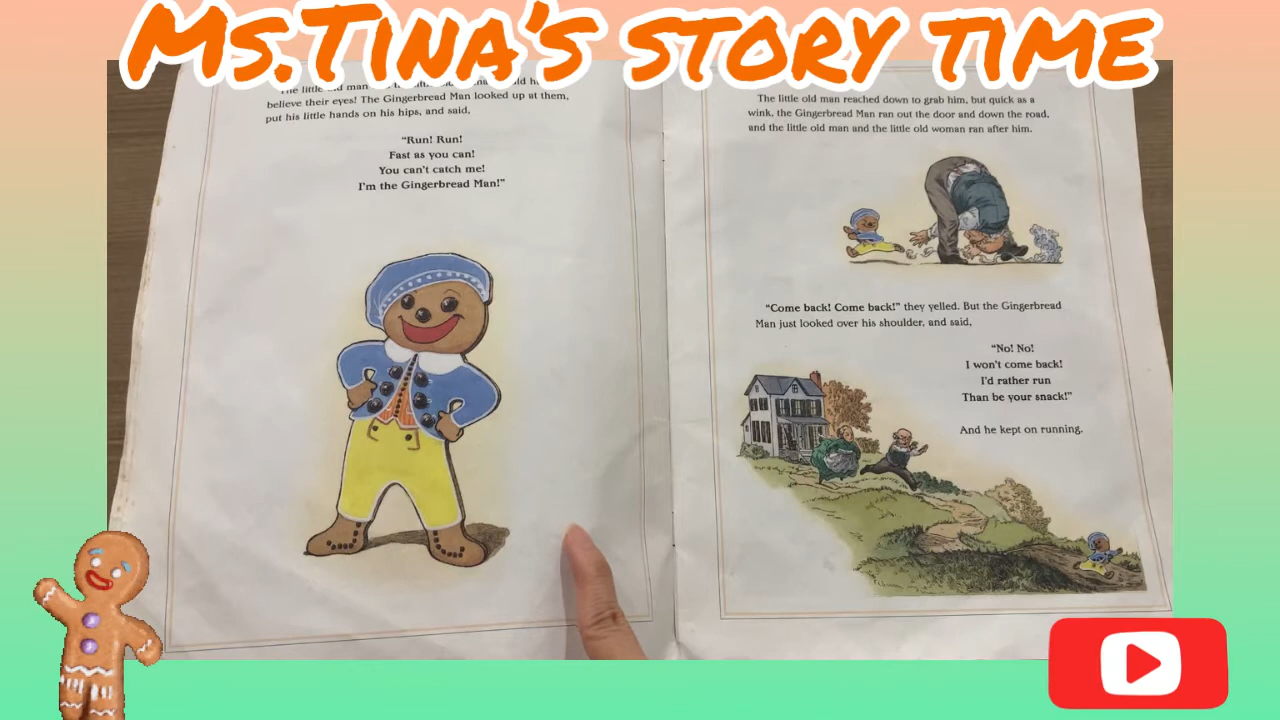 Ms. Tina's story time
The little old man
believe their eyes! The Gingerbread Man looked up at them,
put his little hands on his hips, and said,
"Run! Run!
Fast as you can!
You can't catch me!
I'm the Gingerbread Man!"
The little old man reached down to grab him, but quick as a
wink, the Gingerbread Man ran out the door and down the road,
and the little old man and the little old woman ran after him.
"Come back! Come back!" they yelled. But the Gingerbread
Man just looked over his shoulder, and said,
"No! No!
I won't come back!
I'd rather run
Than be your snack!"
And he kept on running.